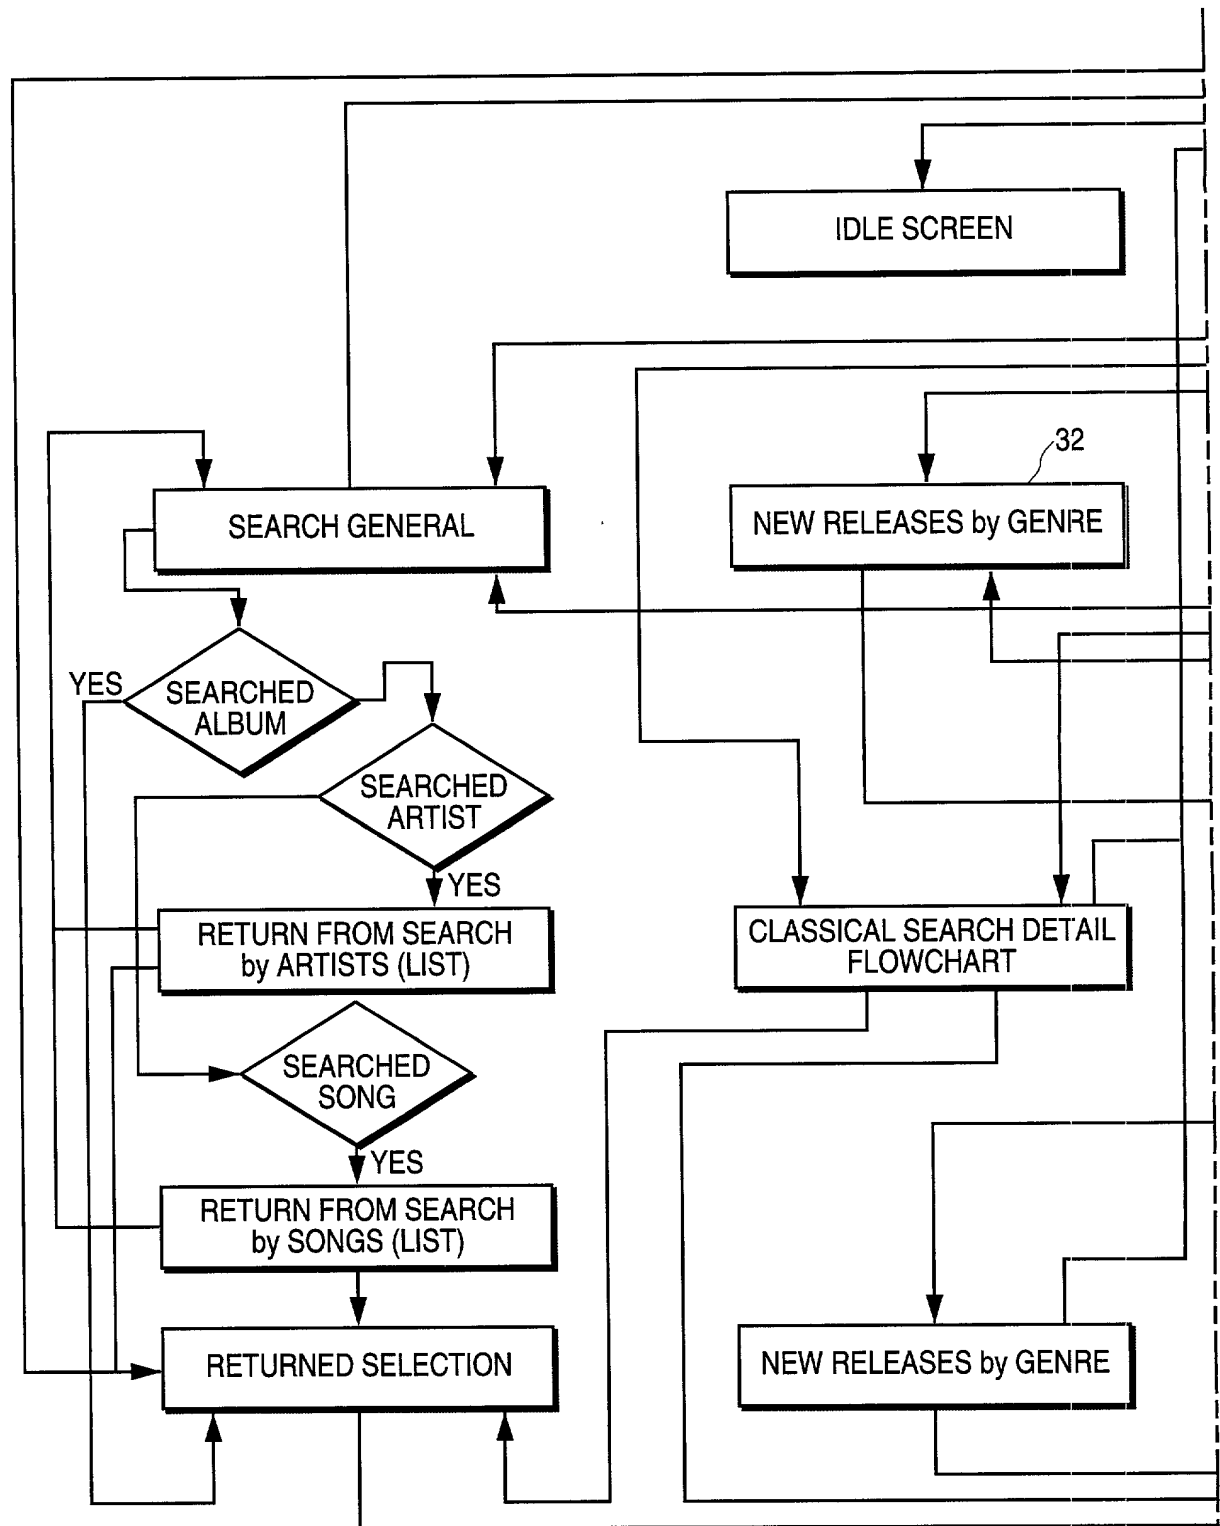 IDLE SCREEN
32
SEARCH GENERAL
NEW RELEASES by GENRE
YES
SEARCHED
ALBUM
SEARCHED
ARTIST
YES
RETURN FROM SEARCH
by ARTISTS (LIST)
CLASSICAL SEARCH DETAIL
FLOWCHART
SEARCHED
SONG
YES
RETURN FROM SEARCH
by SONGS (LIST)
RETURNED SELECTION
NEW RELEASES by GENRE